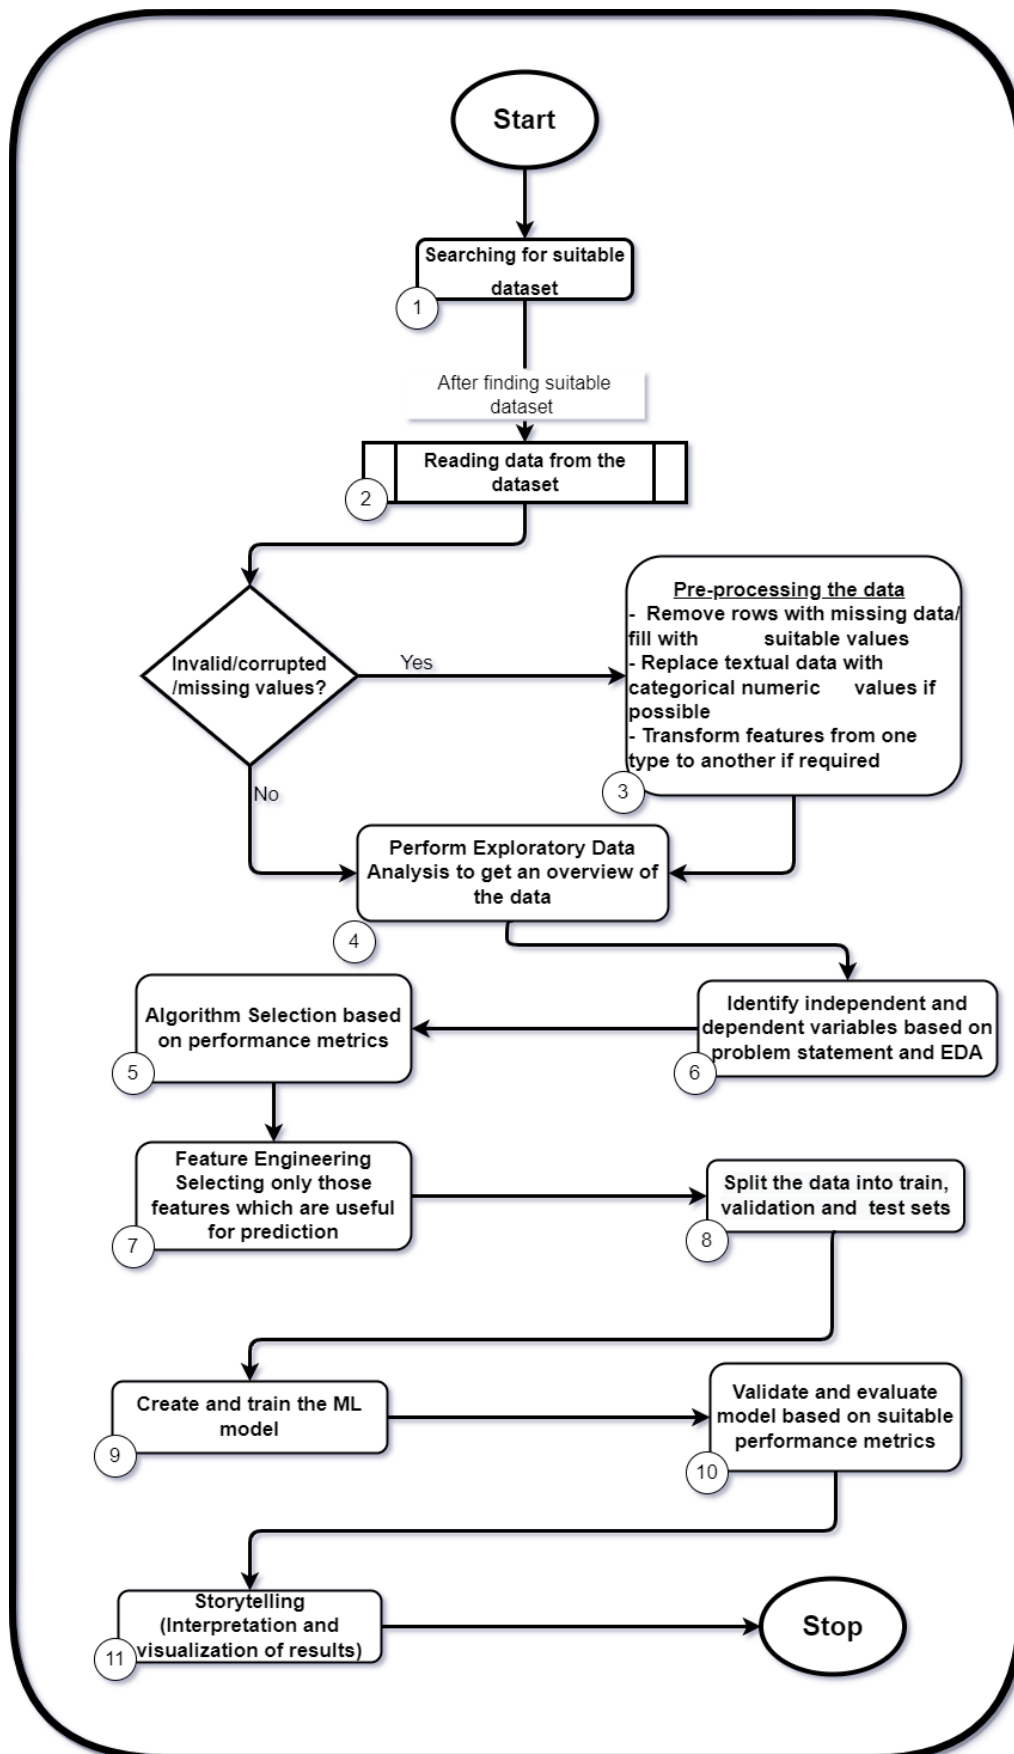 Start
Searching for suitable
dataset
1
After finding suitable
dataset
Reading data from the
dataset
2
Invalid/corrupted
/missing values?
Yes
No
Pre-processing the data
- Remove rows with missing data/
fill with suitable values
- Replace textual data with
categorical numeric values if
possible
- Transform features from one
type to another if required
3
Perform Exploratory Data
Analysis to get an overview of
the data
4
Identify independent and
dependent variables based on
problem statement and EDA
6
Algorithm Selection based
on performance metrics
5
Feature Engineering
Selecting only those
features which are useful
for prediction
7
Split the data into train,
validation and test sets
8
Create and train the ML
model
9
Validate and evaluate
model based on suitable
performance metrics
10
Storytelling
(Interpretation and
visualization of results)
11
Stop